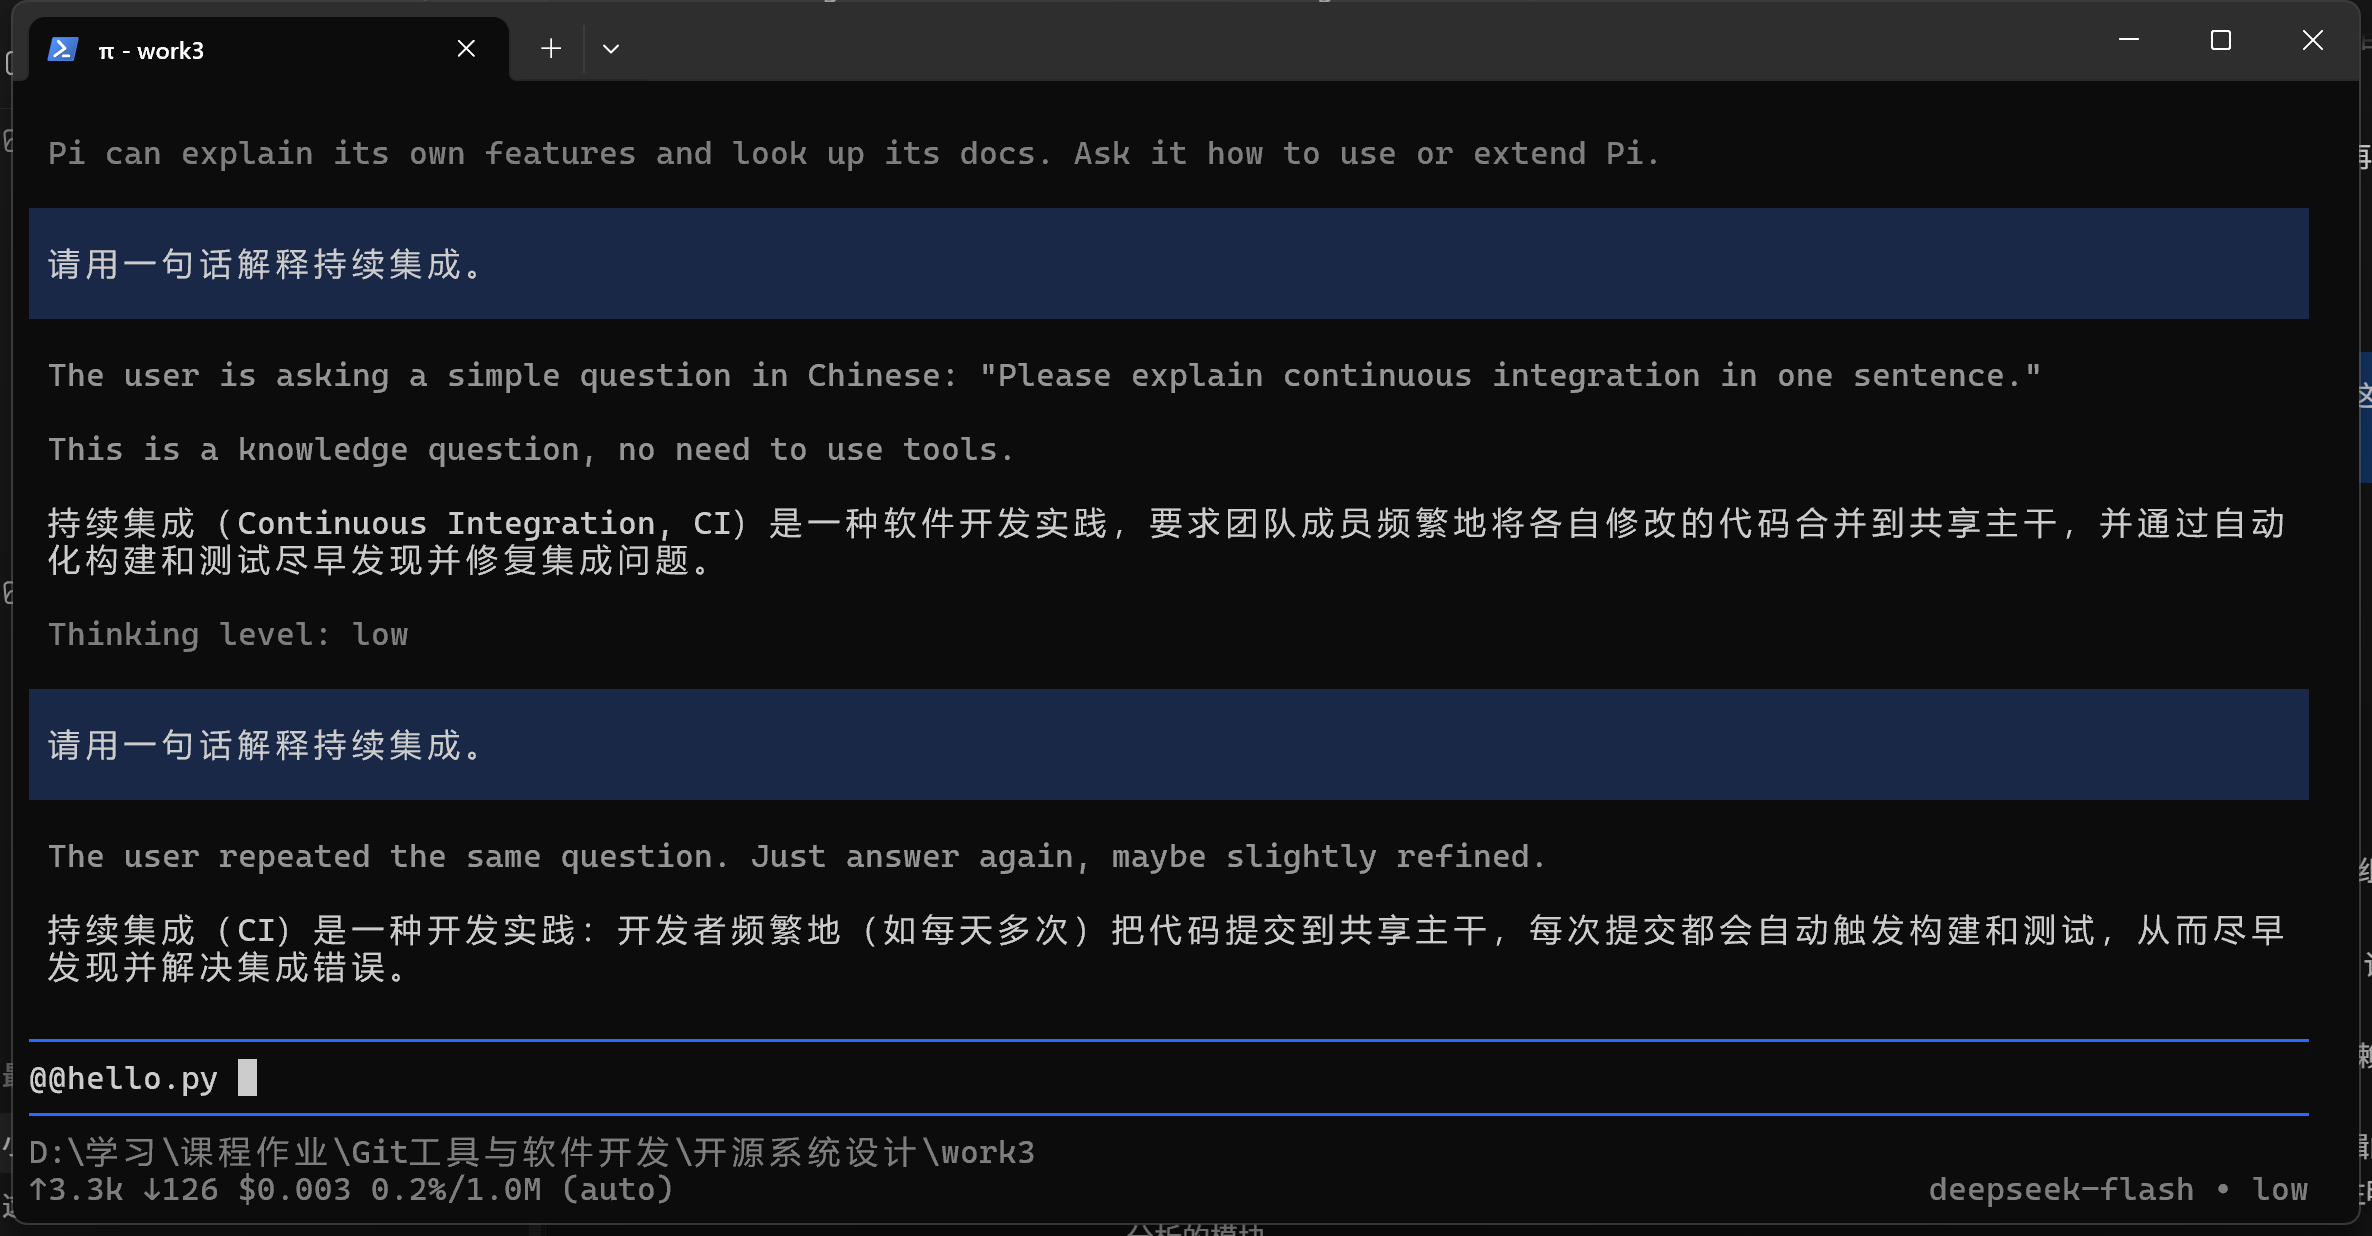 π - work3
Pi can explain its own features and look up its docs. Ask it how to use or extend Pi.
请用一句话解释持续集成。
The user is asking a simple question in Chinese: "Please explain continuous integration in one sentence."
This is a knowledge question, no need to use tools.
持续集成（Continuous Integration, CI）是一种软件开发实践，要求团队成员频繁地将各自修改的代码合并到共享主干，并通过自动
化构建和测试尽早发现并修复集成问题。
Thinking level: low
请用一句话解释持续集成。
The user repeated the same question. Just answer again, maybe slightly refined.
持续集成（CI）是一种开发实践：开发者频繁地（如每天多次）把代码提交到共享主干，每次提交都会自动触发构建和测试，从而尽早
发现并解决集成错误。
@@hello.py
D:\学习\课程作业\Git工具与软件开发\开源系统设计\work3
↑3.3k ↓126 $0.003 0.2%/1.0M (auto)
deepseek-flash • low